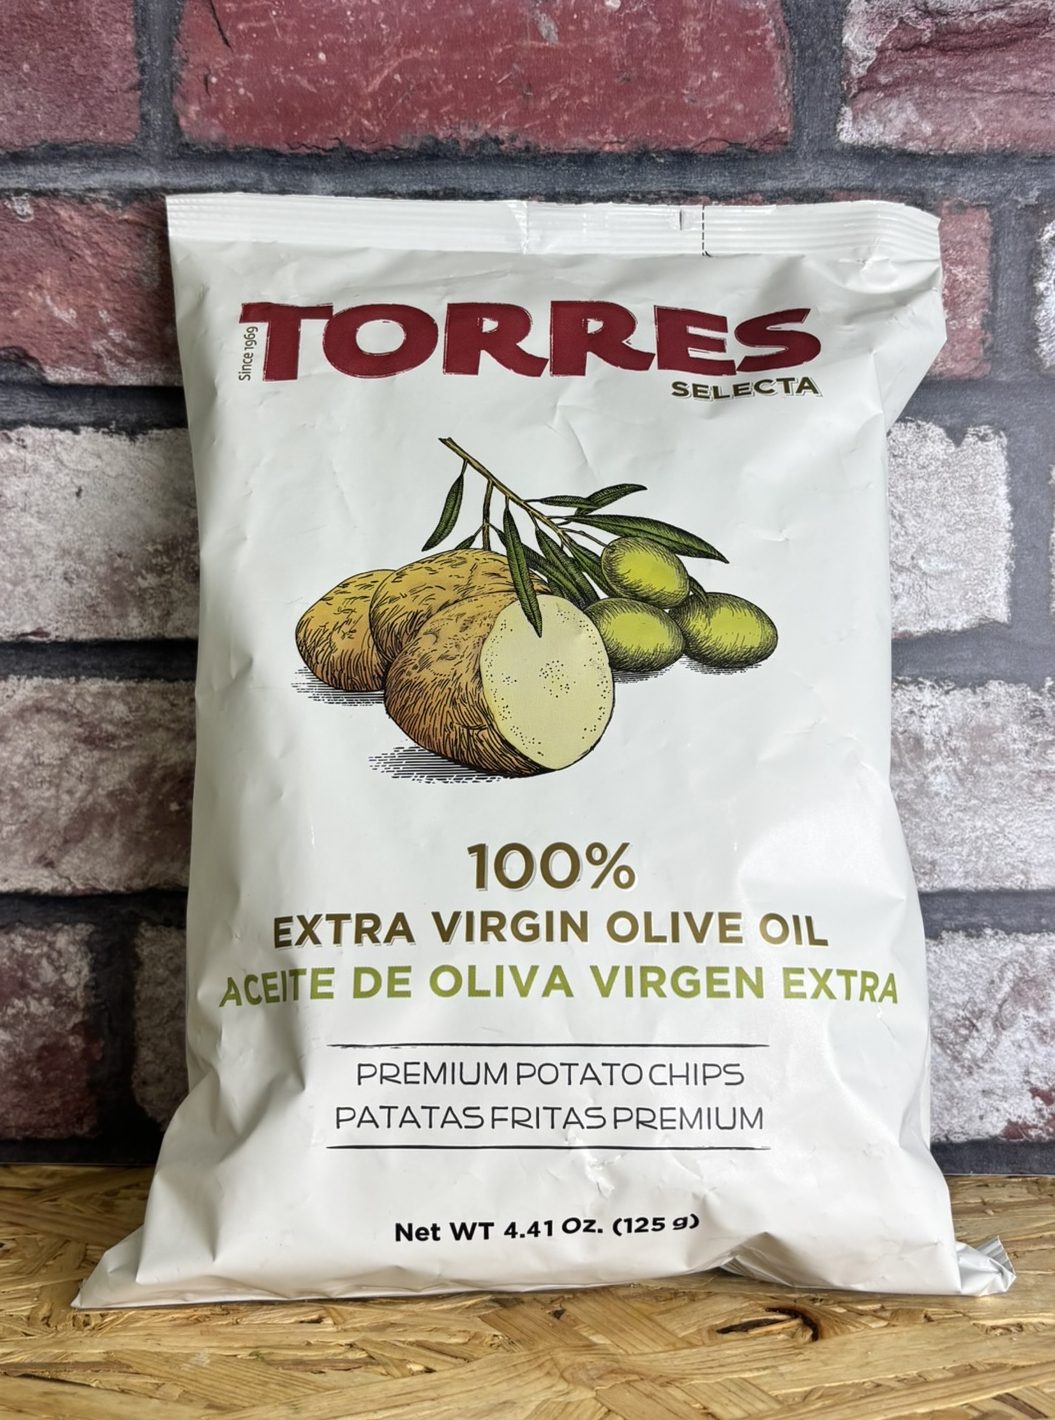 Since 1969
TORRES
SELECTA
100%
EXTRA VIRGIN OLIVE OIL
ACEITE DE OLIVA VIRGEN EXTRA
PREMIUM POTATO CHIPS
PATATAS FRITAS PREMIUM
Net WT 4.41 Oz. (125 g)